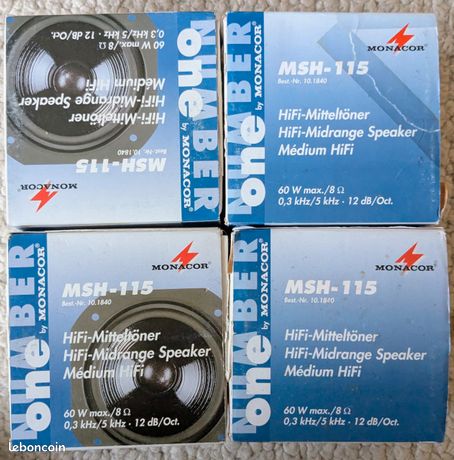 NUMBER
one by MONACOR®
MONACOR®
MSH-115
Best.-Nr. 10.1840
HiFi-Mitteltöner
HiFi-Midrange Speaker
Médium HiFi
60 W max./8 Ω
0,3 kHz/5 kHz · 12 dB/Oct.
NUMBER
one by MONACOR®
MONACOR®
MSH-115
Best.-Nr. 10.1840
HiFi-Mitteltöner
HiFi-Midrange Speaker
Médium HiFi
60 W max./8 Ω
0,3 kHz/5 kHz · 12 dB/Oct.
NUMBER
one by MONACOR®
MONACOR®
MSH-115
Best.-Nr. 10.1840
HiFi-Mitteltöner
HiFi-Midrange Speaker
Médium HiFi
60 W max./8 Ω
0,3 kHz/5 kHz · 12 dB/Oct.
NUMBER
one by MONACOR®
MONACOR®
MSH-115
Best.-Nr. 10.1840
HiFi-Mitteltöner
HiFi-Midrange Speaker
Médium HiFi
60 W max./8 Ω
0,3 kHz/5 kHz · 12 dB/Oct.
leboncoin